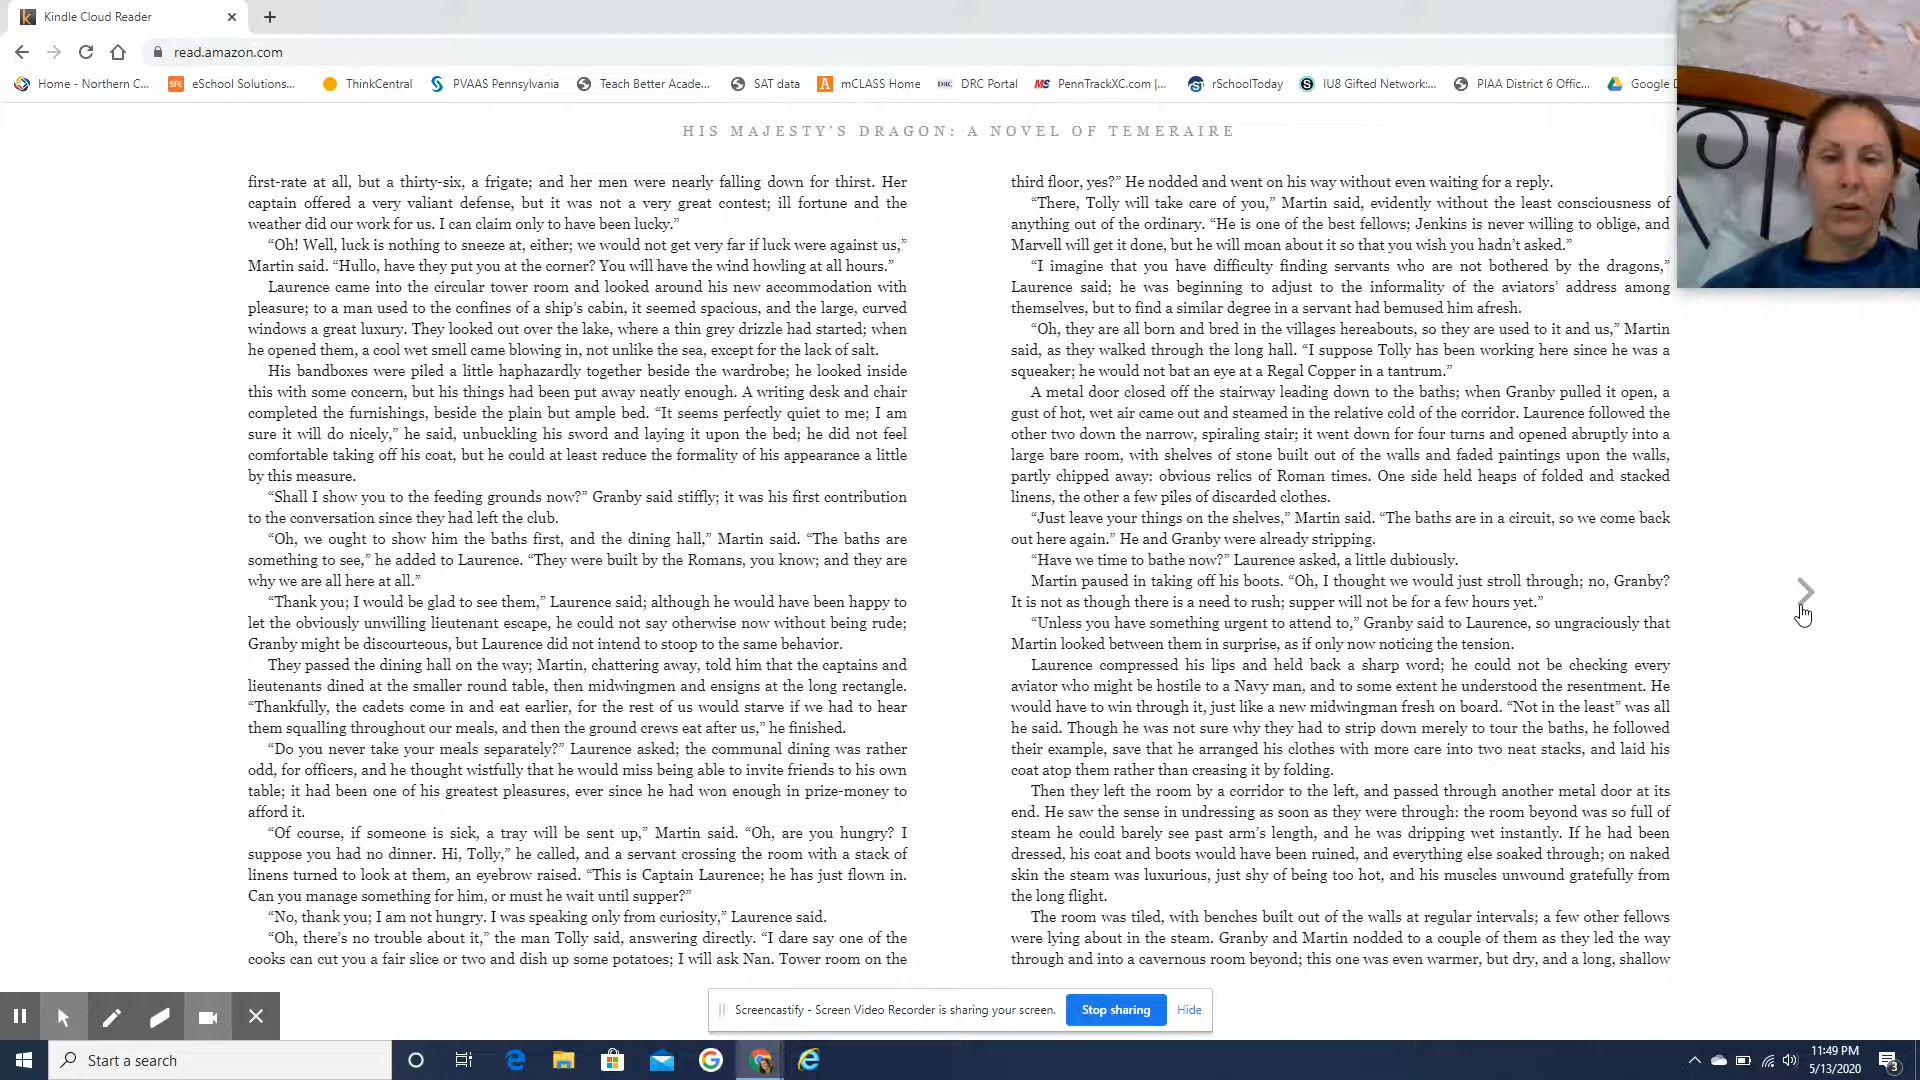 Kindle Cloud Reader
read.amazon.com
Home - Northern C...
eSchool Solutions...
ThinkCentral
PVAAS Pennsylvania
Teach Better Acade...
SAT data
mCLASS Home
DRC Portal
PennTrackXC.com |...
rSchoolToday
IU8 Gifted Network:...
PIAA District 6 Offic...
Google D
HIS MAJESTY'S DRAGON: A NOVEL OF TEMERAIRE
first-rate at all, but a thirty-six, a frigate; and her men were nearly falling down for thirst. Her
captain offered a very valiant defense, but it was not a very great contest; ill fortune and the
weather did our work for us. I can claim only to have been lucky.”
“Oh! Well, luck is nothing to sneeze at, either; we would not get very far if luck were against us,”
Martin said. “Hullo, have they put you at the corner? You will have the wind howling at all hours.”
Laurence came into the circular tower room and looked around his new accommodation with
pleasure; to a man used to the confines of a ship’s cabin, it seemed spacious, and the large, curved
windows a great luxury. They looked out over the lake, where a thin grey drizzle had started; when
he opened them, a cool wet smell came blowing in, not unlike the sea, except for the lack of salt.
His bandboxes were piled a little haphazardly together beside the wardrobe; he looked inside
this with some concern, but his things had been put away neatly enough. A writing desk and chair
completed the furnishings, beside the plain but ample bed. “It seems perfectly quiet to me; I am
sure it will do nicely,” he said, unbuckling his sword and laying it upon the bed; he did not feel
comfortable taking off his coat, but he could at least reduce the formality of his appearance a little
by this measure.
“Shall I show you to the feeding grounds now?” Granby said stiffly; it was his first contribution
to the conversation since they had left the club.
“Oh, we ought to show him the baths first, and the dining hall,” Martin said. “The baths are
something to see,” he added to Laurence. “They were built by the Romans, you know; and they are
why we are all here at all.”
“Thank you; I would be glad to see them,” Laurence said; although he would have been happy to
let the obviously unwilling lieutenant escape, he could not say otherwise now without being rude;
Granby might be discourteous, but Laurence did not intend to stoop to the same behavior.
They passed the dining hall on the way; Martin, chattering away, told him that the captains and
lieutenants dined at the smaller round table, then midwingmen and ensigns at the long rectangle.
“Thankfully, the cadets come in and eat earlier, for the rest of us would starve if we had to hear
them squalling throughout our meals, and then the ground crews eat after us,” he finished.
“Do you never take your meals separately?” Laurence asked; the communal dining was rather
odd, for officers, and he thought wistfully that he would miss being able to invite friends to his own
table; it had been one of his greatest pleasures, ever since he had won enough in prize-money to
afford it.
“Of course, if someone is sick, a tray will be sent up,” Martin said. “Oh, are you hungry? I
suppose you had no dinner. Hi, Tolly,” he called, and a servant crossing the room with a stack of
linens turned to look at them, an eyebrow raised. “This is Captain Laurence; he has just flown in.
Can you manage something for him, or must he wait until supper?”
“No, thank you; I am not hungry. I was speaking only from curiosity,” Laurence said.
“Oh, there’s no trouble about it,” the man Tolly said, answering directly. “I dare say one of the
cooks can cut you a fair slice or two and dish up some potatoes; I will ask Nan. Tower room on the
third floor, yes?” He nodded and went on his way without even waiting for a reply.
“There, Tolly will take care of you,” Martin said, evidently without the least consciousness of
anything out of the ordinary. “He is one of the best fellows; Jenkins is never willing to oblige, and
Marvell will get it done, but he will moan about it so that you wish you hadn’t asked.”
“I imagine that you have difficulty finding servants who are not bothered by the dragons,”
Laurence said; he was beginning to adjust to the informality of the aviators’ address among
themselves, but to find a similar degree in a servant had bemused him afresh.
“Oh, they are all born and bred in the villages hereabouts, so they are used to it and us,” Martin
said, as they walked through the long hall. “I suppose Tolly has been working here since he was a
squeaker; he would not bat an eye at a Regal Copper in a tantrum.”
A metal door closed off the stairway leading down to the baths; when Granby pulled it open, a
gust of hot, wet air came out and steamed in the relative cold of the corridor. Laurence followed the
other two down the narrow, spiraling stair; it went down for four turns and opened abruptly into a
large bare room, with shelves of stone built out of the walls and faded paintings upon the walls,
partly chipped away: obvious relics of Roman times. One side held heaps of folded and stacked
linens, the other a few piles of discarded clothes.
“Just leave your things on the shelves,” Martin said. “The baths are in a circuit, so we come back
out here again.” He and Granby were already stripping.
“Have we time to bathe now?” Laurence asked, a little dubiously.
Martin paused in taking off his boots. “Oh, I thought we would just stroll through; no, Granby?
It is not as though there is a need to rush; supper will not be for a few hours yet.”
“Unless you have something urgent to attend to,” Granby said to Laurence, so ungraciously that
Martin looked between them in surprise, as if only now noticing the tension.
Laurence compressed his lips and held back a sharp word; he could not be checking every
aviator who might be hostile to a Navy man, and to some extent he understood the resentment. He
would have to win through it, just like a new midwingman fresh on board. “Not in the least” was all
he said. Though he was not sure why they had to strip down merely to tour the baths, he followed
their example, save that he arranged his clothes with more care into two neat stacks, and laid his
coat atop them rather than creasing it by folding.
Then they left the room by a corridor to the left, and passed through another metal door at its
end. He saw the sense in undressing as soon as they were through: the room beyond was so full of
steam he could barely see past arm’s length, and he was dripping wet instantly. If he had been
dressed, his coat and boots would have been ruined, and everything else soaked through; on naked
skin the steam was luxurious, just shy of being too hot, and his muscles unwound gratefully from
the long flight.
The room was tiled, with benches built out of the walls at regular intervals; a few other fellows
were lying about in the steam. Granby and Martin nodded to a couple of them as they led the way
through and into a cavernous room beyond; this one was even warmer, but dry, and a long, shallow
Screencastify - Screen Video Recorder is sharing your screen.
Stop sharing
Hide
Start a search
11:49 PM
5/13/2020
3